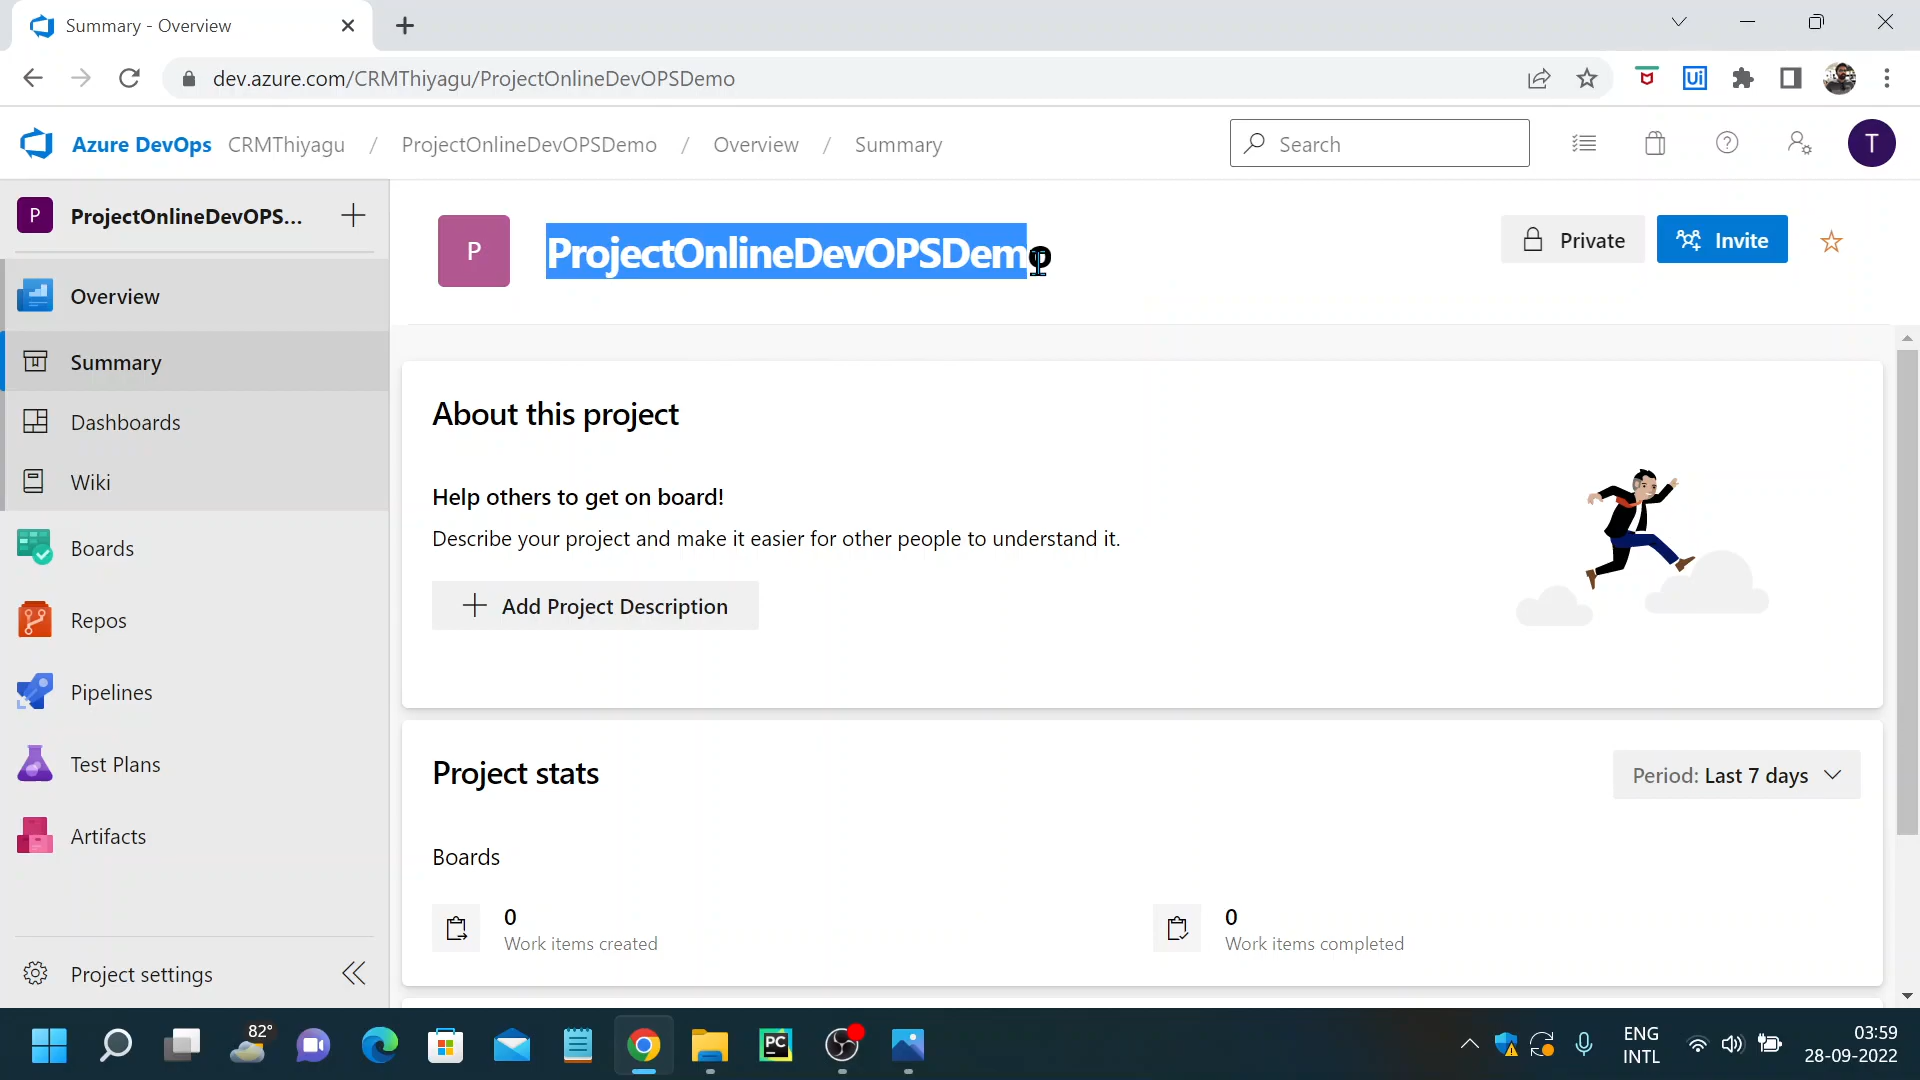 Summary - Overview
dev.azure.com/CRMThiyagu/ProjectOnlineDevOPSDemo
Ui
Azure DevOps CRMThiyagu / ProjectOnlineDevOPSDemo / Overview / Summary
Search
T
P ProjectOnlineDevOPS...
P
ProjectOnlineDevOPSDemo
Private
Invite
Overview
Summary
Dashboards
Wiki
Boards
Repos
Pipelines
Test Plans
Artifacts
Project settings
About this project
Help others to get on board!
Describe your project and make it easier for other people to understand it.
Add Project Description
Project stats
Period: Last 7 days
Boards
0
Work items created
0
Work items completed
82°
PC
ENG
INTL
03:59
28-09-2022